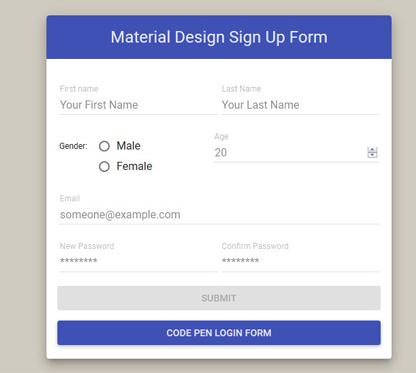 Material Design Sign Up Form
First name Last Name
Your First Name Your Last Name
Gender: Male Age
20
Female
Email
someone@example.com
New Password Confirm Password
******** ********
SUBMIT
CODE PEN LOGIN FORM